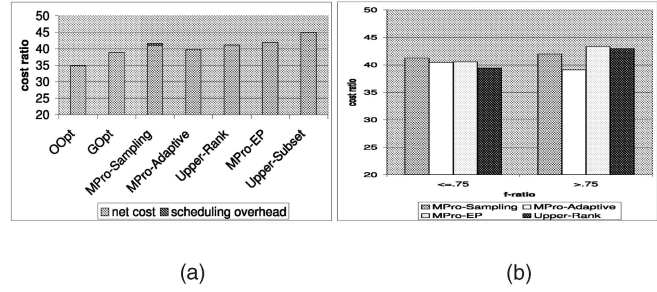 50
45
40
35
30
25
20
cost ratio
OOpt
GOpt
MPro-Sampling
MPro-Adaptive
Upper-Rank
MPro-EP
Upper-Subset
net cost scheduling overhead
(a)
50
45
40
35
30
25
20
cost ratio
<=.75 >.75
f-ratio
MPro-Sampling MPro-Adaptive
MPro-EP Upper-Rank
(b)